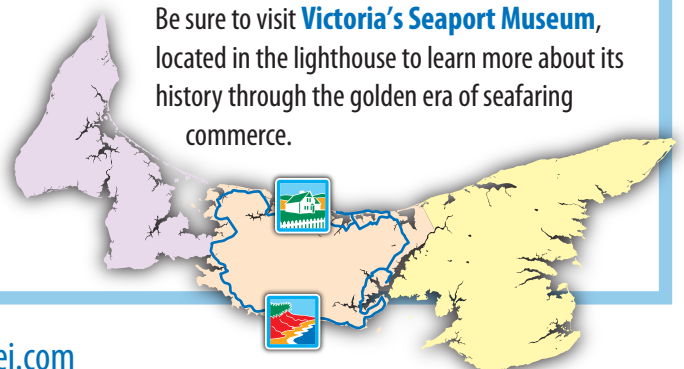 Be sure to visit Victoria’s Seaport Museum,
located in the lighthouse to learn more about its
history through the golden era of seafaring
commerce.
ei.com